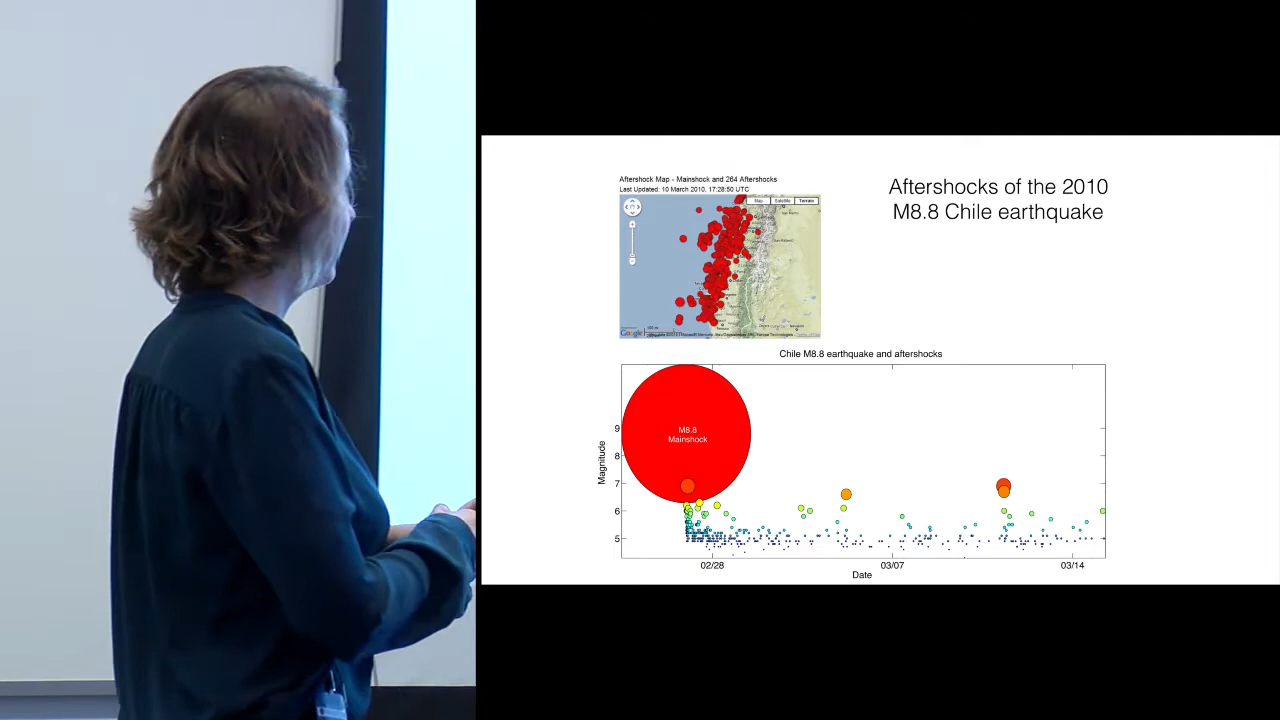 Aftershock Map - Mainshock and 264 Aftershocks
Last Updated: 10 March 2010, 17:28:50 UTC
Map Satellite Terrain
Google
Aftershocks of the 2010
M8.8 Chile earthquake
Chile M8.8 earthquake and aftershocks
M8.8
Mainshock
Magnitude
9
8
7
6
5
02/28 03/07 03/14
Date